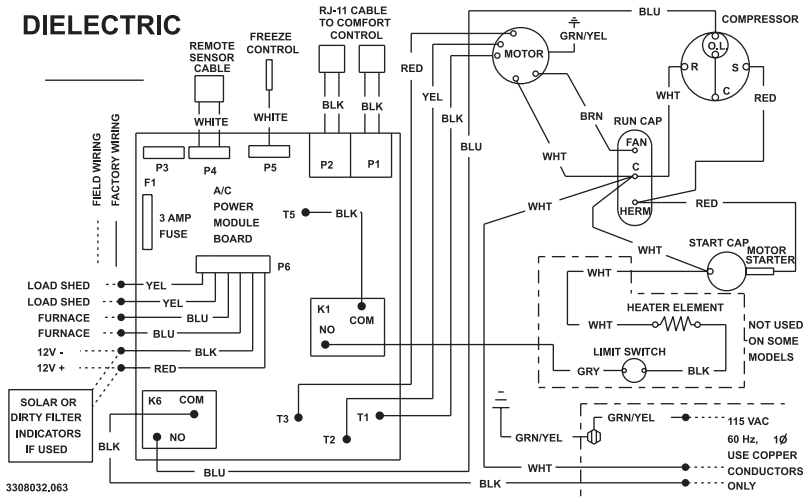 DIELECTRIC
REMOTE
SENSOR
CABLE
FREEZE
CONTROL
RJ-11 CABLE
TO COMFORT
CONTROL
BLU
COMPRESSOR
GRN/YEL
MOTOR
O.L.
R
S
C
RED
YEL
BLK
BLU
WHITE
WHITE
BLK
BLK
WHT
RED
BRN
RUN CAP
FAN
C
HERM
WHT
WHT
RED
WHT
START CAP
MOTOR
STARTER
P3
P4
P5
P2
P1
FIELD WIRING
FACTORY WIRING
F1
3 AMP
FUSE
A/C
POWER
MODULE
BOARD
T5
BLK
P6
LOAD SHED
YEL
LOAD SHED
YEL
FURNACE
BLU
FURNACE
BLU
12V -
BLK
12V +
RED
K1
COM
NO
WHT
HEATER ELEMENT
WHT
LIMIT SWITCH
GRY
BLK
NOT USED
ON SOME
MODELS
SOLAR OR
DIRTY FILTER
INDICATORS
IF USED
K6
COM
NO
BLK
T3
T2
T1
BLU
GRN/YEL
GRN/YEL
115 VAC
60 Hz, 1Ø
USE COPPER
CONDUCTORS
ONLY
WHT
BLK
3308032.063